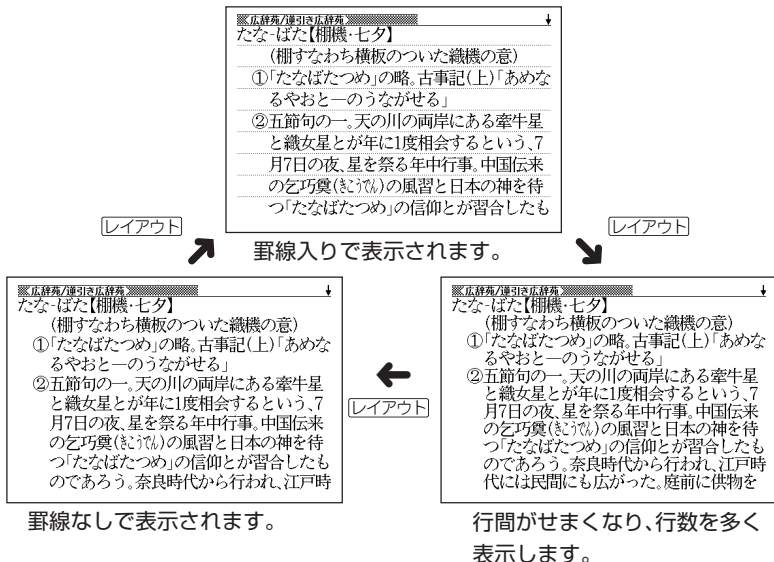 広辞苑/逆引き広辞苑
たな-ばた【棚機・七夕】
(棚すなわち横板のついた織機の意)
①「たなばたつめ」の略。古事記(上)「あめな
るやおと―のうながせる」
②五節句の一。天の川の両岸にある牽牛星
と織女星とが年に1度相会するという、7
月7日の夜、星を祭る年中行事。中国伝来
の乞巧奠(きこうでん)の風習と日本の神を待
つ「たなばたつめ」の信仰とが習合したも
レイアウト
レイアウト
罫線入りで表示されます。
広辞苑/逆引き広辞苑
たな-ばた【棚機・七夕】
(棚すなわち横板のついた織機の意)
①「たなばたつめ」の略。古事記(上)「あめな
るやおと―のうながせる」
②五節句の一。天の川の両岸にある牽牛星
と織女星とが年に1度相会するという、7
月7日の夜、星を祭る年中行事。中国伝来
の乞巧奠(きこうでん)の風習と日本の神を待
つ「たなばたつめ」の信仰とが習合したも
のであろう。奈良時代から行われ、江戸時
罫線なしで表示されます。
レイアウト
広辞苑/逆引き広辞苑
たな-ばた【棚機・七夕】
(棚すなわち横板のついた織機の意)
①「たなばたつめ」の略。古事記(上)「あめな
るやおと―のうながせる」
②五節句の一。天の川の両岸にある牽牛星
と織女星とが年に1度相会するという、7
月7日の夜、星を祭る年中行事。中国伝来
の乞巧奠(きこうでん)の風習と日本の神を待
つ「たなばたつめ」の信仰とが習合したも
のであろう。奈良時代から行われ、江戸時
代には民間にも広がった。庭前に供物を
行間がせまくなり、行数を多く
表示します。